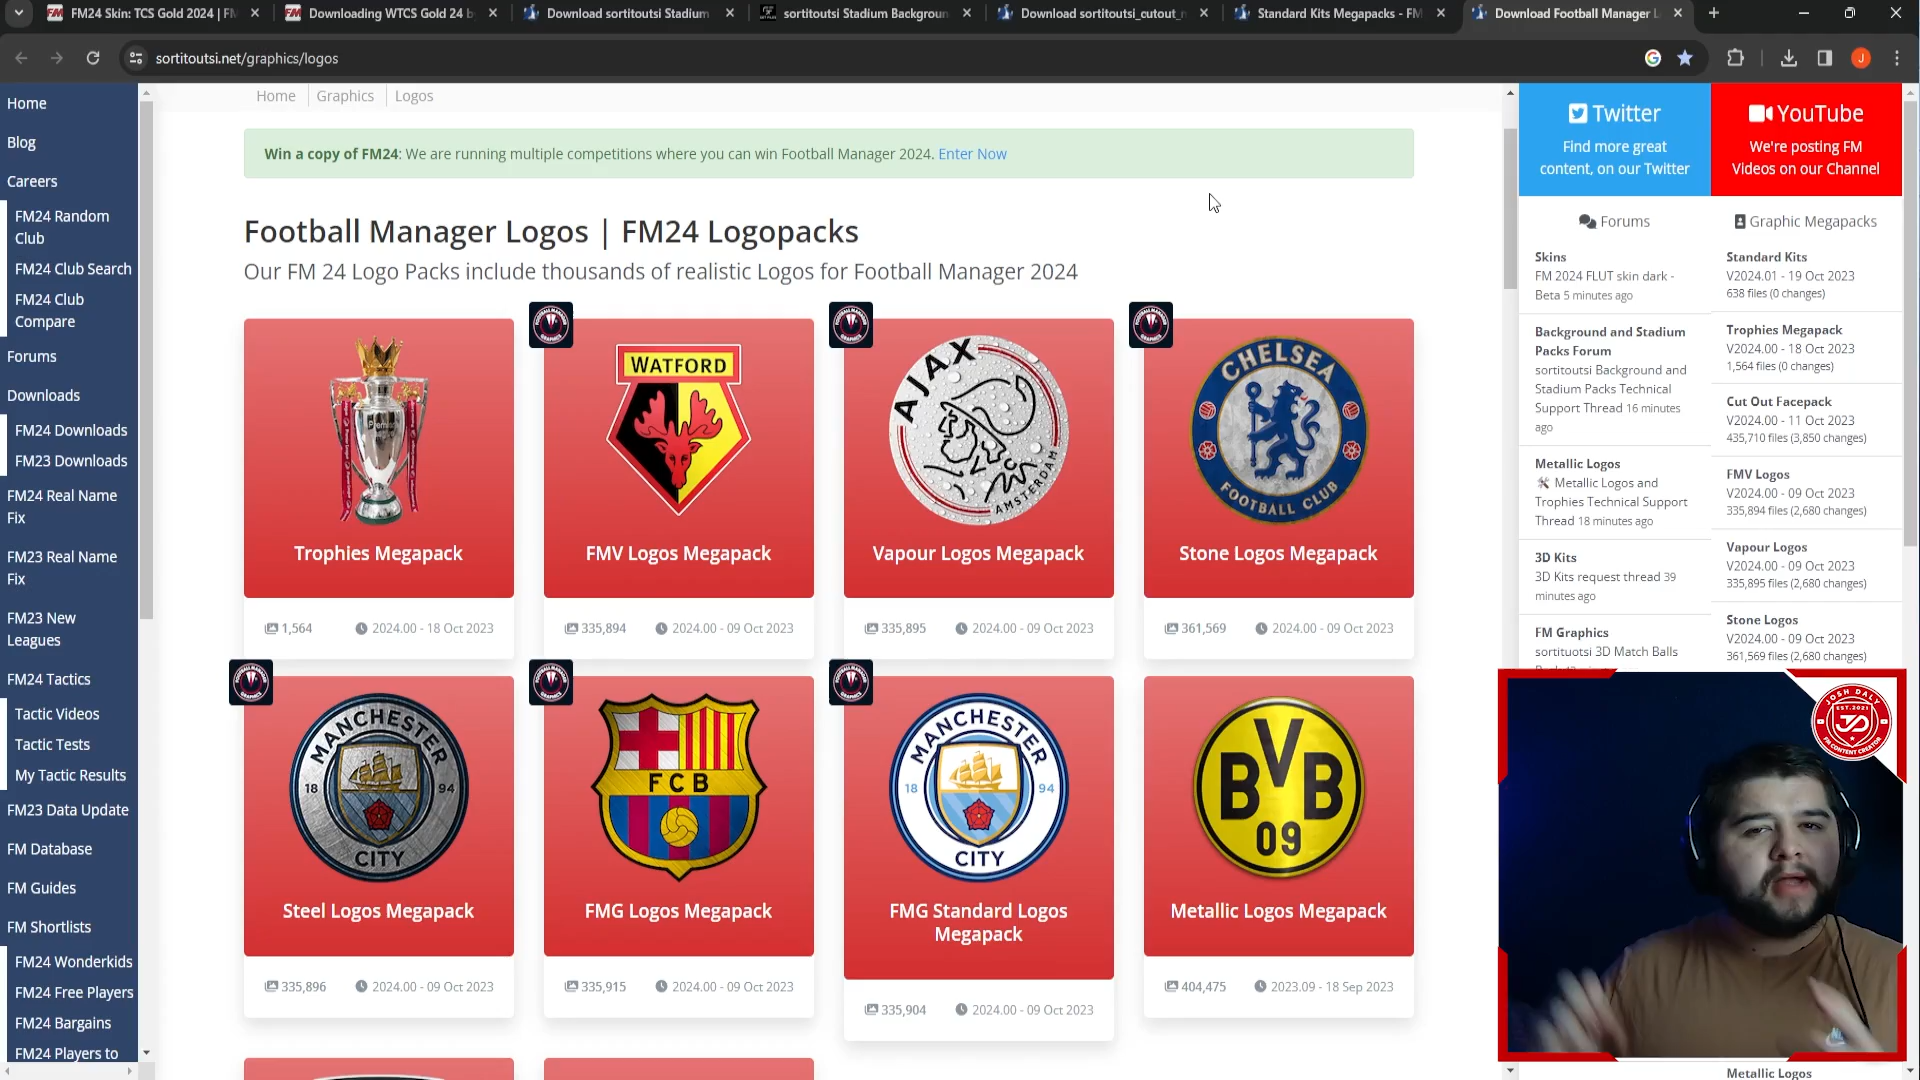 FM24 Skin: TCS Gold 2024 | FM
Downloading WTCS Gold 24 b
Download sortitoutsi Stadium
sortitoutsi Stadium Backgroun
Download sortitoutsi_cutout_
Standard Kits Megapacks - FM
Download Football Manager L
sortitoutsi.net/graphics/logos
J
Home
Blog
Careers
FM24 Random
Club
FM24 Club Search
FM24 Club
Compare
Forums
Downloads
FM24 Downloads
FM23 Downloads
FM24 Real Name
Fix
FM23 Real Name
Fix
FM23 New
Leagues
FM24 Tactics
Tactic Videos
Tactic Tests
My Tactic Results
FM23 Data Update
FM Database
FM Guides
FM Shortlists
FM24 Wonderkids
FM24 Free Players
FM24 Bargains
FM24 Players to
Home
Graphics
Logos
Win a copy of FM24: We are running multiple competitions where you can win Football Manager 2024. Enter Now
Football Manager Logos | FM24 Logopacks
Our FM 24 Logo Packs include thousands of realistic Logos for Football Manager 2024
Trophies Megapack
1,564
2024.00 - 18 Oct 2023
WATFORD
FMV Logos Megapack
335,894
2024.00 - 09 Oct 2023
AJAX
AMSTERDAM
Vapour Logos Megapack
335,895
2024.00 - 09 Oct 2023
CHELSEA
FOOTBALL CLUB
Stone Logos Megapack
361,569
2024.00 - 09 Oct 2023
MANCHESTER
18 94
CITY
Steel Logos Megapack
335,896
2024.00 - 09 Oct 2023
FCB
FMG Logos Megapack
335,915
2024.00 - 09 Oct 2023
MANCHESTER
18 94
CITY
FMG Standard Logos
Megapack
335,904
2024.00 - 09 Oct 2023
BVB
09
Metallic Logos Megapack
404,475
2023.09 - 18 Sep 2023
Twitter
Find more great
content, on our Twitter
YouTube
We're posting FM
Videos on our Channel
Forums
Skins
FM 2024 FLUT skin dark -
Beta 5 minutes ago
Background and Stadium
Packs Forum
sortitoutsi Background and
Stadium Packs Technical
Support Thread 16 minutes
ago
Metallic Logos
Metallic Logos and
Trophies Technical Support
Thread 18 minutes ago
3D Kits
3D Kits request thread 39
minutes ago
FM Graphics
sortituotsi 3D Match Balls
Graphic Megapacks
Standard Kits
V2024.01 - 19 Oct 2023
638 files (0 changes)
Trophies Megapack
V2024.00 - 18 Oct 2023
1,564 files (0 changes)
Cut Out Facepack
V2024.00 - 11 Oct 2023
435,710 files (3,850 changes)
FMV Logos
V2024.00 - 09 Oct 2023
335,894 files (2,680 changes)
Vapour Logos
V2024.00 - 09 Oct 2023
335,895 files (2,680 changes)
Stone Logos
V2024.00 - 09 Oct 2023
361,569 files (2,680 changes)
JOSH DALY
EST.2021
JD
FM CONTENT CREATOR
Metallic Logos